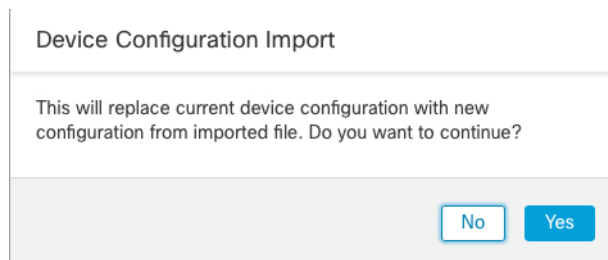 Device Configuration Import
This will replace current device configuration with new
configuration from imported file. Do you want to continue?
No
Yes